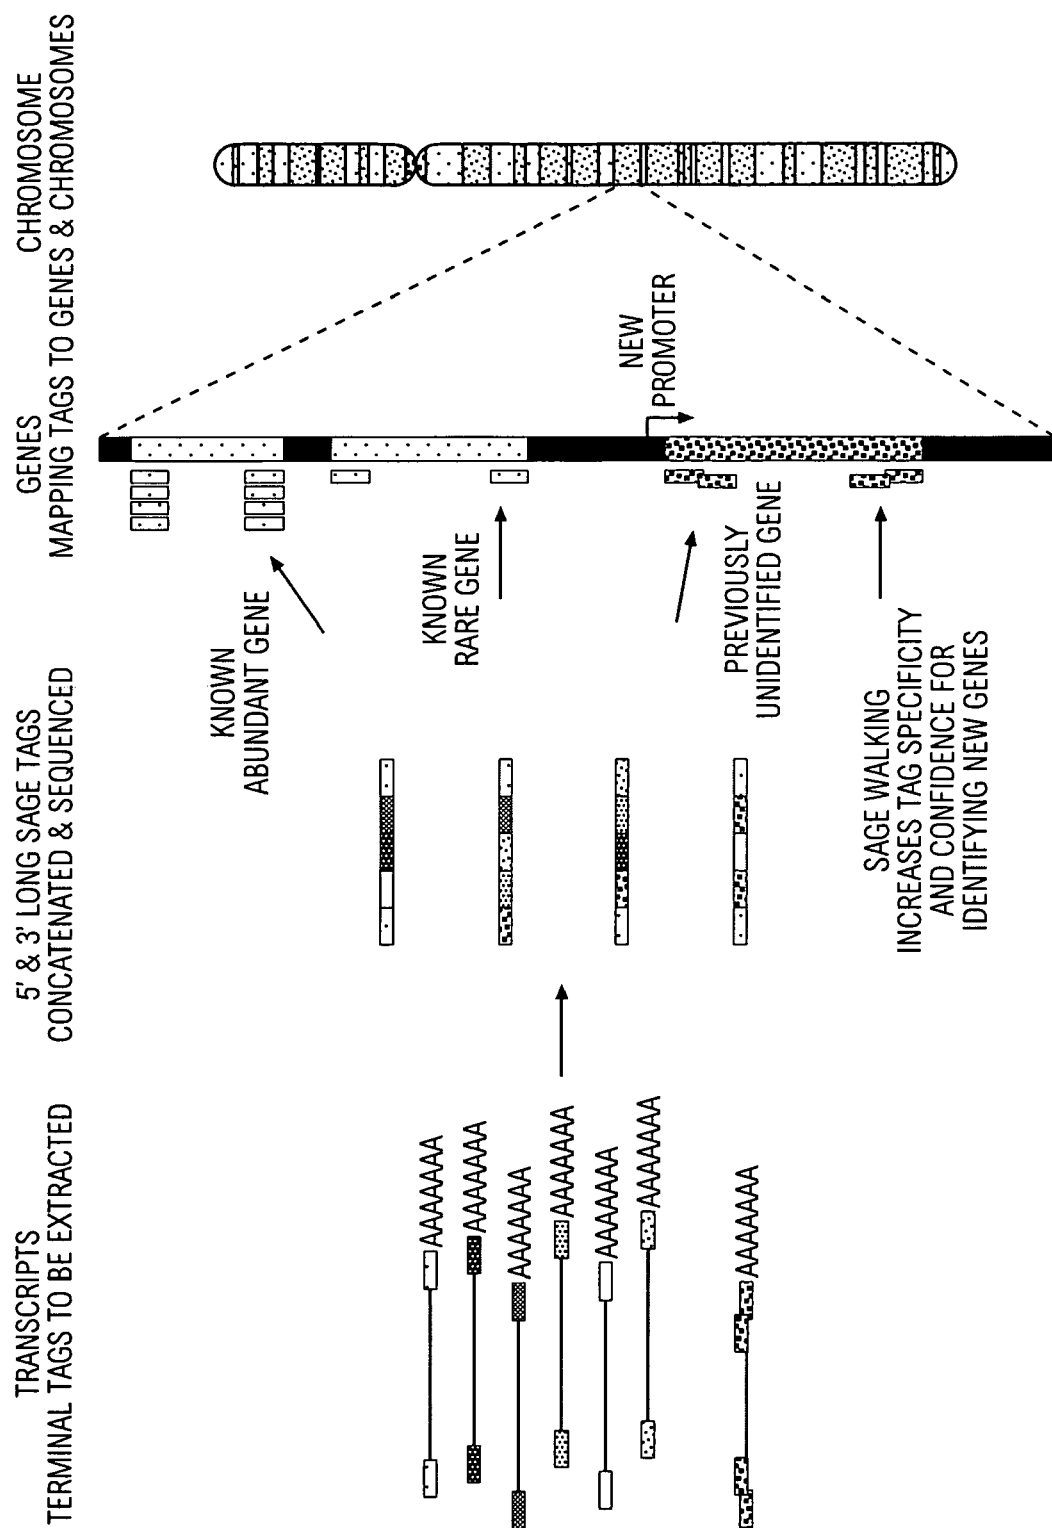 TRANSCRIPTS
TERMINAL TAGS TO BE EXTRACTED
5' & 3' LONG SAGE TAGS
CONCATENATED & SEQUENCED
GENES
CHROMOSOME
MAPPING TAGS TO GENES & CHROMOSOMES
AAAAAAA
AAAAAAA
AAAAAAA
AAAAAAA
AAAAAAA
AAAAAAA
AAAAAAA
KNOWN
ABUNDANT GENE
KNOWN
RARE GENE
NEW
PROMOTER
PREVIOUSLY
UNIDENTIFIED GENE
SAGE WALKING
INCREASES TAG SPECIFICITY
AND CONFIDENCE FOR
IDENTIFYING NEW GENES